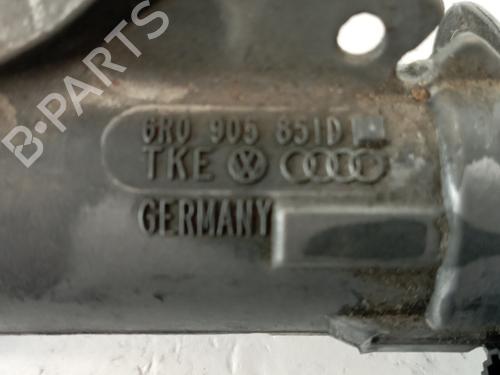 6R0 905 851D
TKE
GERMANY
B-PARTS